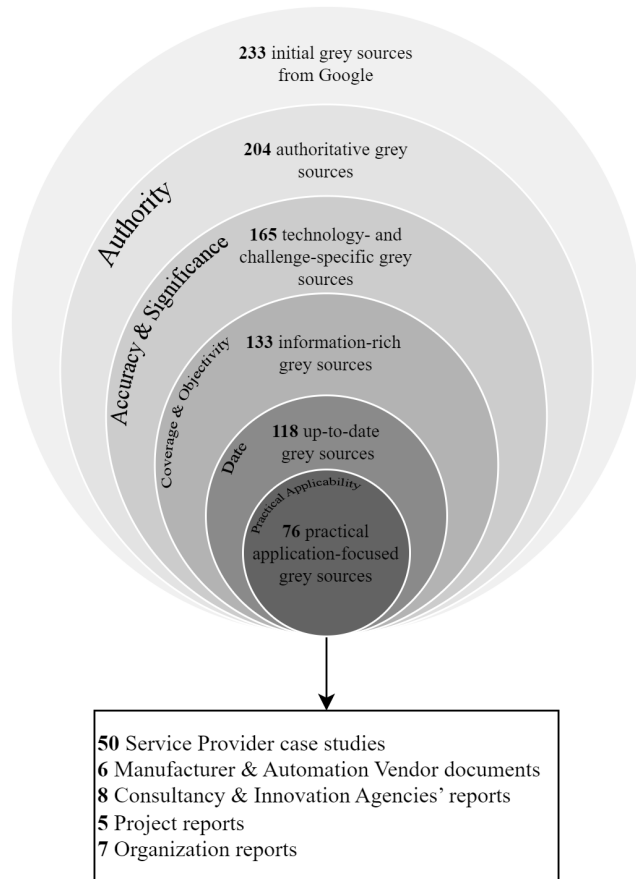 233 initial grey sources
from Google
204 authoritative grey
sources
Authority
165 technology- and
challenge-specific grey
sources
Accuracy & Significance
133 information-rich
grey sources
Coverage & Objectivity
118 up-to-date
grey sources
Date
Practical Applicability
76 practical
application-focused
grey sources
50 Service Provider case studies
6 Manufacturer & Automation Vendor documents
8 Consultancy & Innovation Agencies’ reports
5 Project reports
7 Organization reports